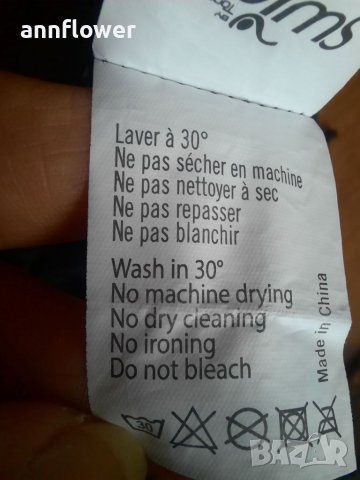 annflower
Laver à 30°
Ne pas sécher en machine
Ne pas nettoyer à sec
Ne pas repasser
Ne pas blanchir
Wash in 30°
No machine drying
No dry cleaning
No ironing
Do not bleach
Made in China
30
BAZAR